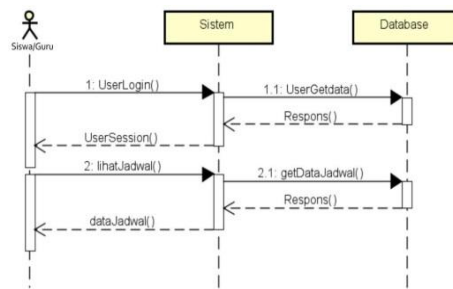 Siswa/Guru
Sistem
Database
1: UserLogin()
1.1: UserGetdata()
Respons()
UserSession()
2: lihatJadwal()
2.1: getDataJadwal()
Respons()
dataJadwal()